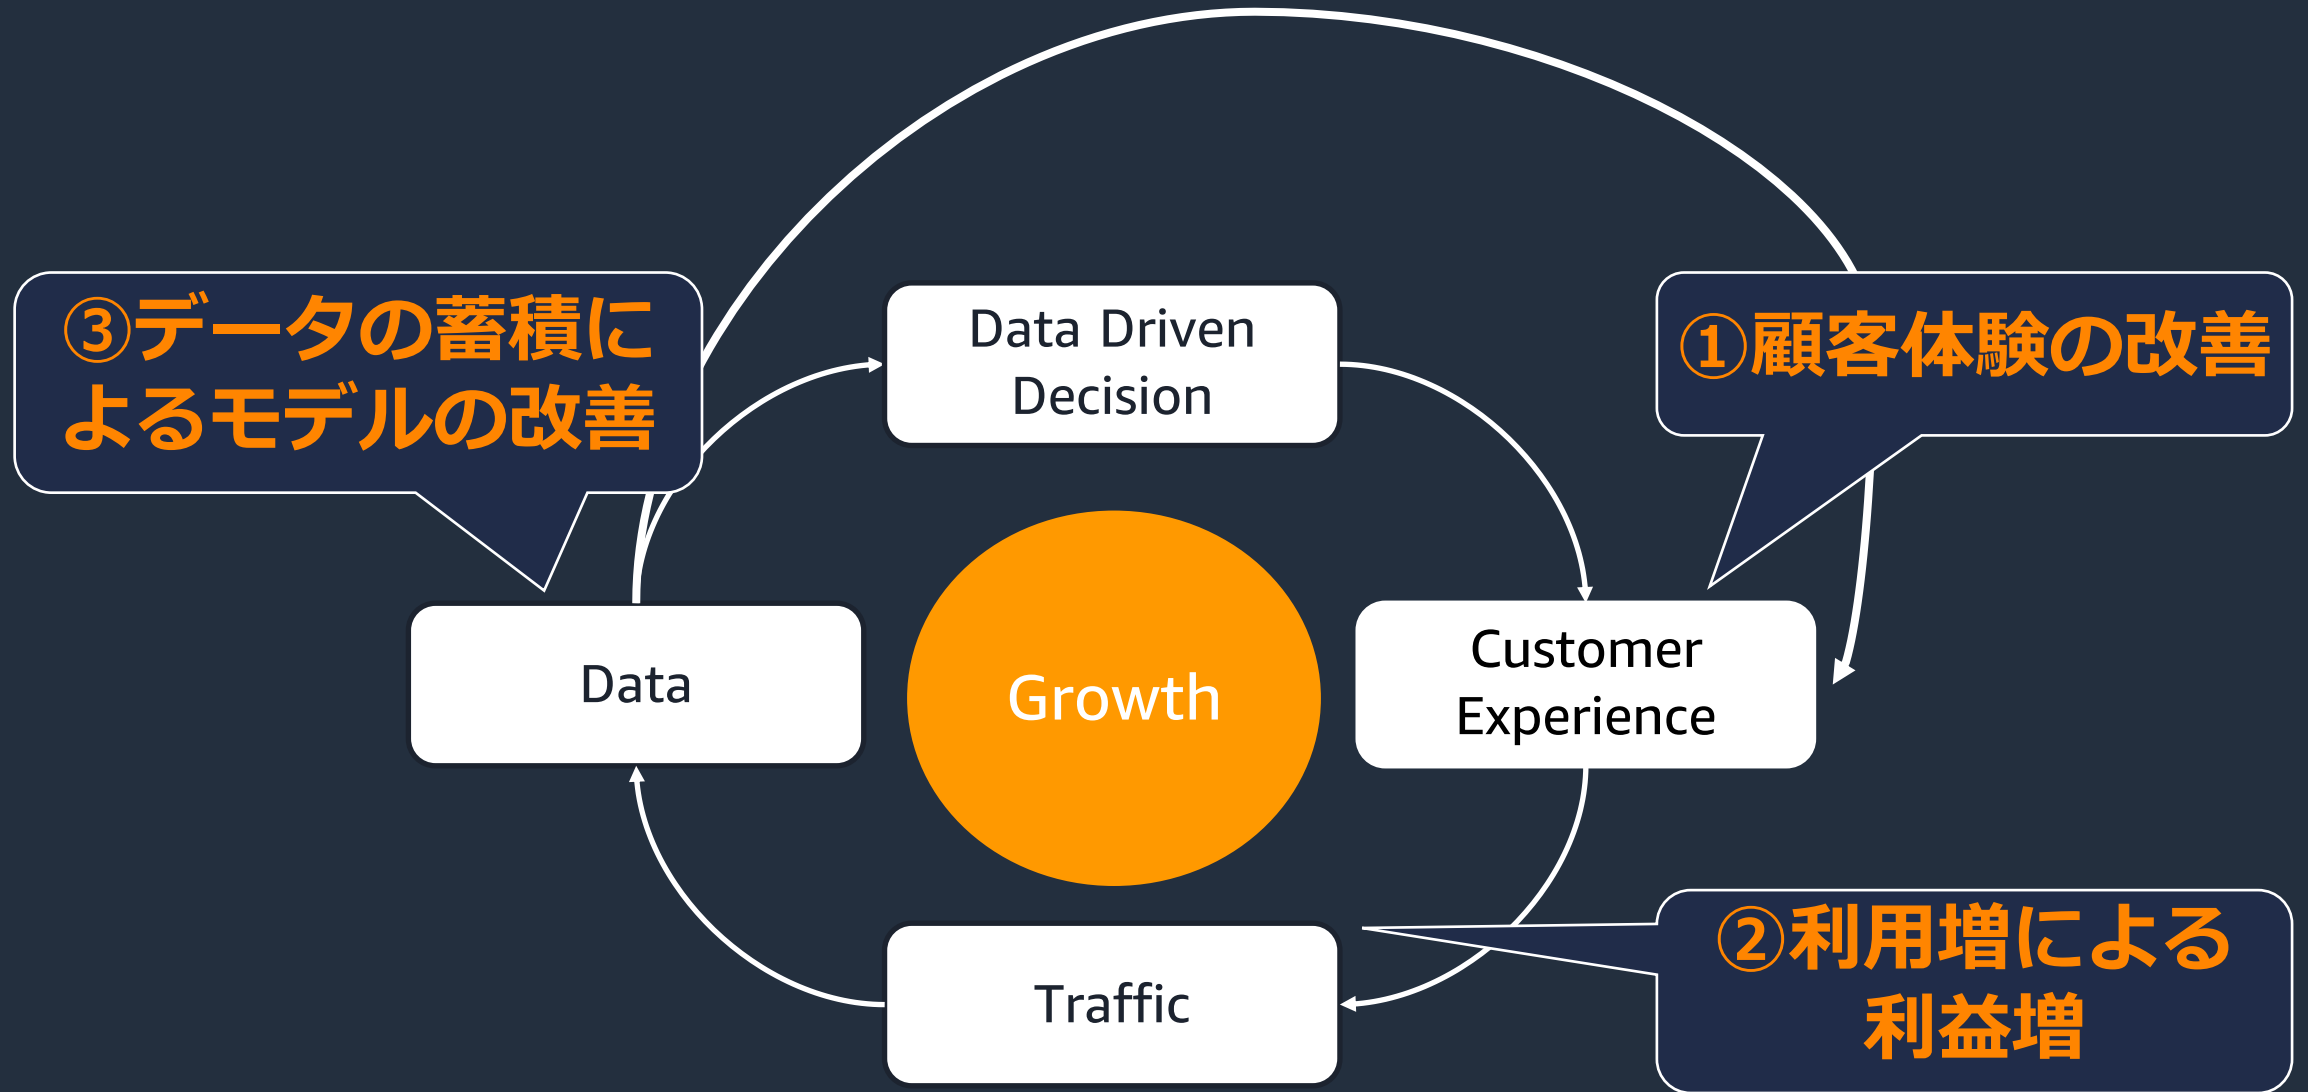 ③データの蓄積に
よるモデルの改善
Data Driven
Decision
①顧客体験の改善
Data
Growth
Customer
Experience
Traffic
②利用増による
利益増